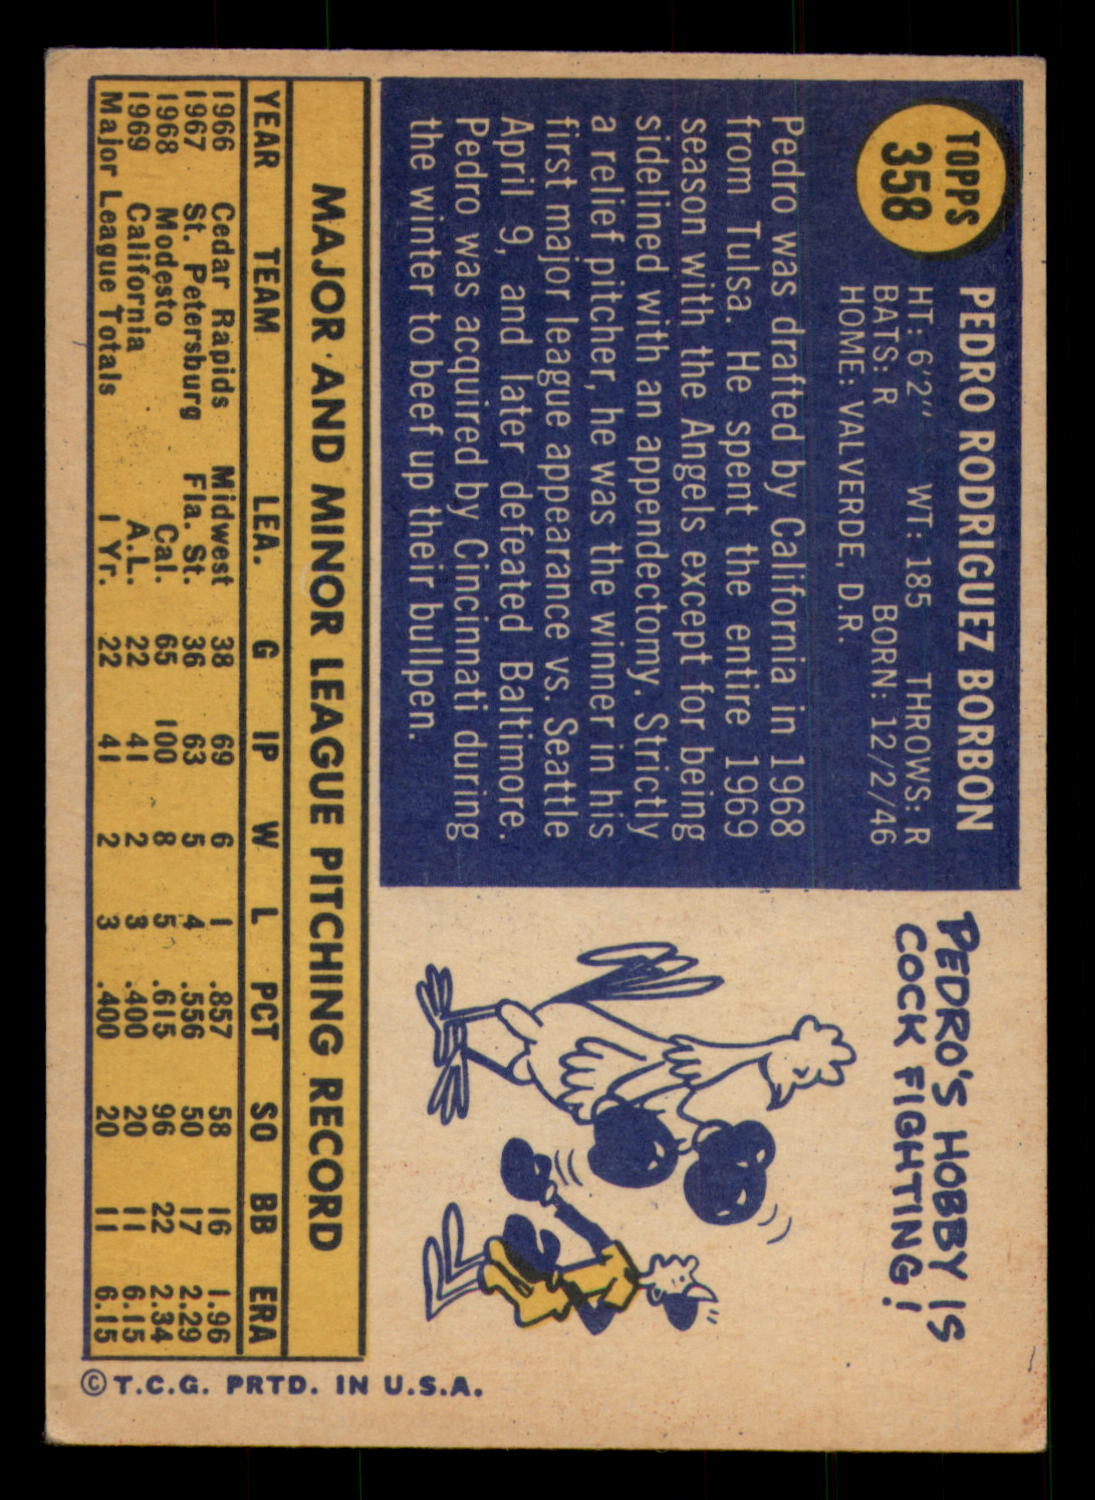 TOPPS
358
PEDRO RODRIGUEZ BORBON
HT: 6'2" WT: 185 THROWS: R
BATS: R BORN: 12/2/46
HOME: VALVERDE, D.R.
Pedro was drafted by California in 1968
from Tulsa. He spent the entire 1969
season with the Angels except for being
sidelined with an appendectomy. Strictly
a relief pitcher, he was the winner in his
first major league appearance vs. Seattle
April 9, and later defeated Baltimore.
Pedro was acquired by Cincinnati during
the winter to beef up their bullpen.
PEDRO'S HOBBY IS
COCK FIGHTING!
MAJOR AND MINOR LEAGUE PITCHING RECORD
YEAR TEAM LEA. G IP W L PCT SO BB ERA
1966 Cedar Rapids Midwest 38 69 6 1 .857 58 16 1.96
1967 St. Petersburg Fla. St. 36 63 5 4 .556 50 17 2.29
1968 Modesto Cal. 65 100 8 5 .615 96 22 2.34
1969 California A.L. 22 41 2 3 .400 20 11 6.15
Major League Totals 1 Yr. 22 41 2 3 .400 20 11 6.15
© T.C.G. PRTD. IN U.S.A.